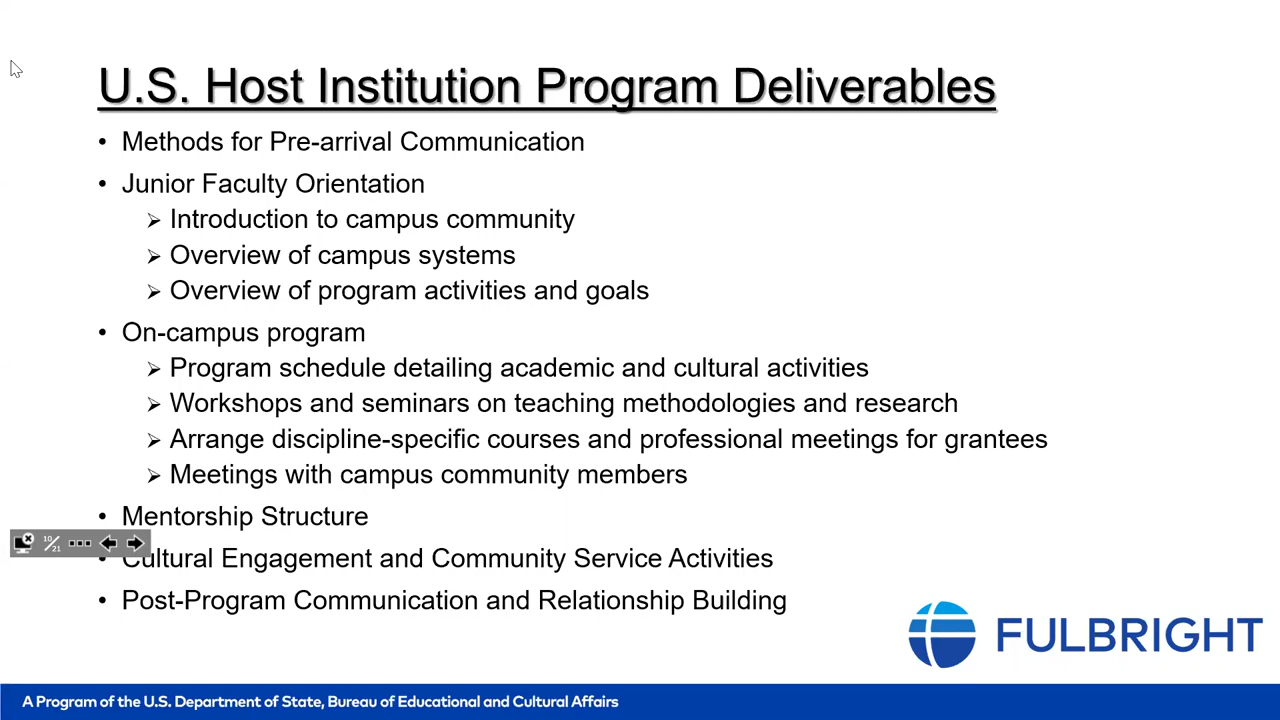 U.S. Host Institution Program Deliverables
• Methods for Pre-arrival Communication
• Junior Faculty Orientation
➢ Introduction to campus community
➢ Overview of campus systems
➢ Overview of program activities and goals
• On-campus program
➢ Program schedule detailing academic and cultural activities
➢ Workshops and seminars on teaching methodologies and research
➢ Arrange discipline-specific courses and professional meetings for grantees
➢ Meetings with campus community members
• Mentorship Structure
10/21
• Cultural Engagement and Community Service Activities
• Post-Program Communication and Relationship Building
FULBRIGHT
A Program of the U.S. Department of State, Bureau of Educational and Cultural Affairs